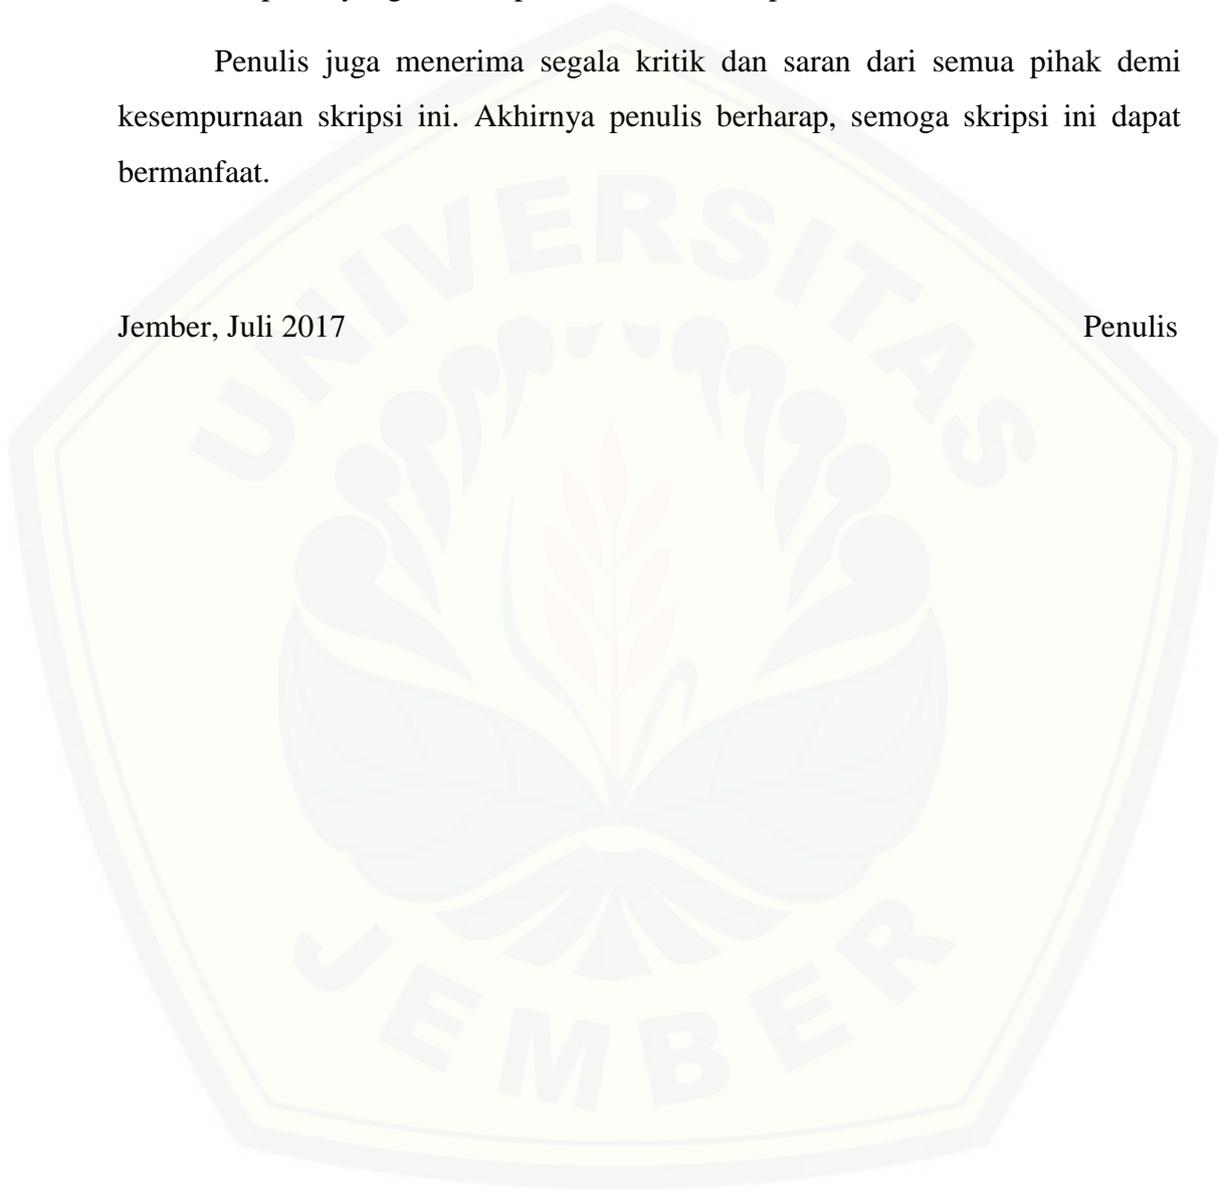 Penulis juga menerima segala kritik dan saran dari semua pihak demi
kesempurnaan skripsi ini. Akhirnya penulis berharap, semoga skripsi ini dapat
bermanfaat.
Jember, Juli 2017 Penulis
UNIVERSITAS
JEMBER